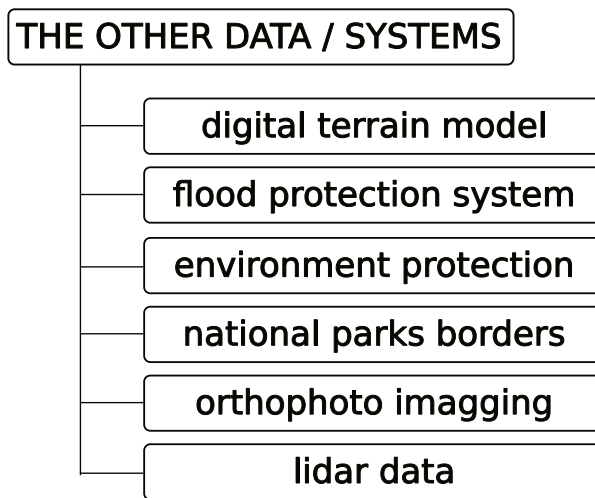 THE OTHER DATA / SYSTEMS
digital terrain model
flood protection system
environment protection
national parks borders
orthophoto imagging
lidar data